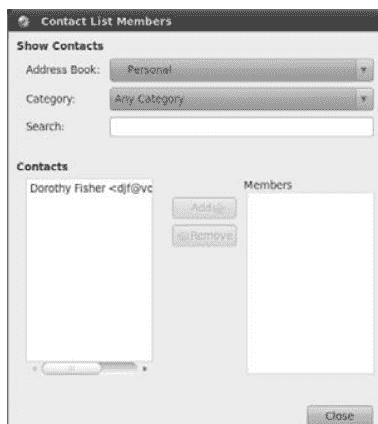 Contact List Members
Show Contacts
Address Book: Personal
Category: Any Category
Search:
Contacts
Dorothy Fisher <djf@vc
Members
Add
Remove
Close